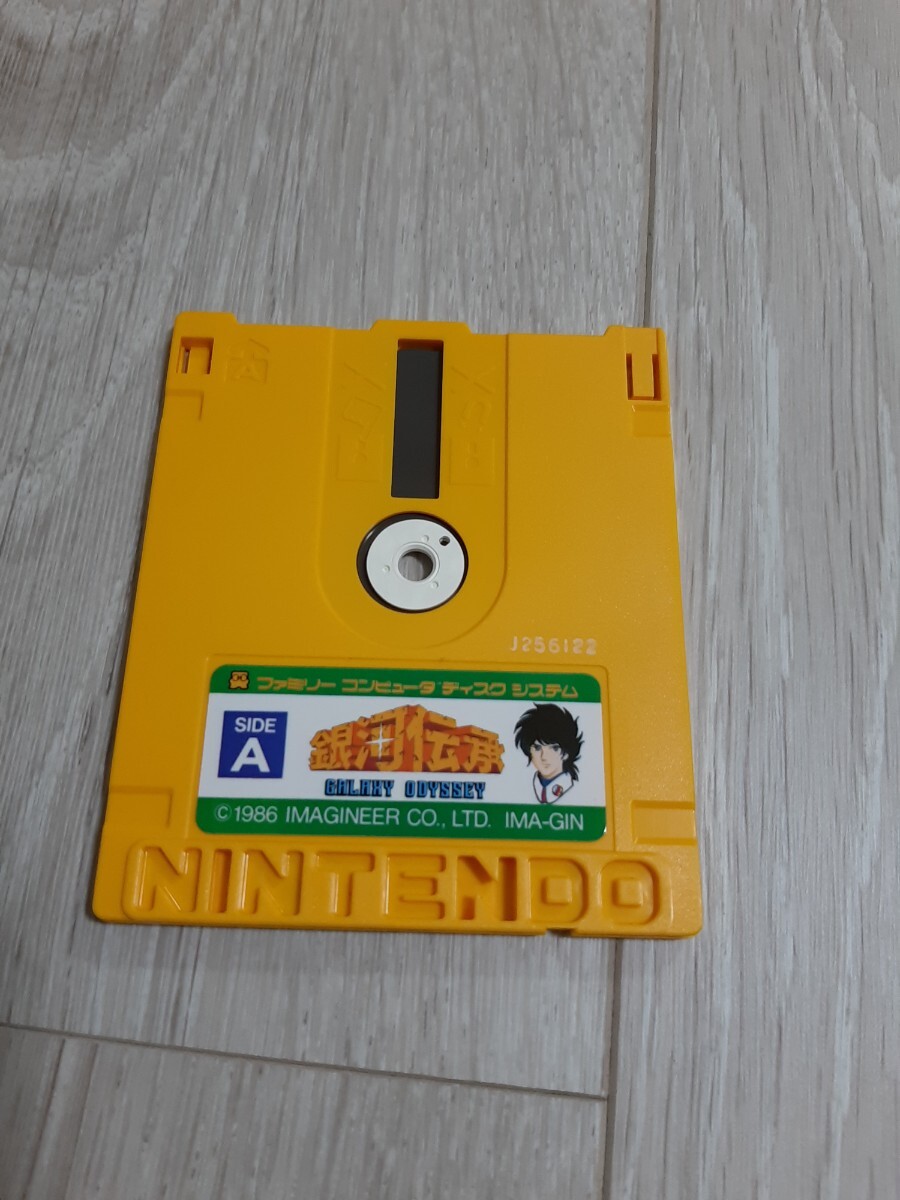 A
J256122
ファミリー コンピュータ ディスク システム
SIDE
A
銀河伝承
GALAXY ODYSSEY
©1986 IMAGINEER CO., LTD. IMA-GIN
NINTENDO